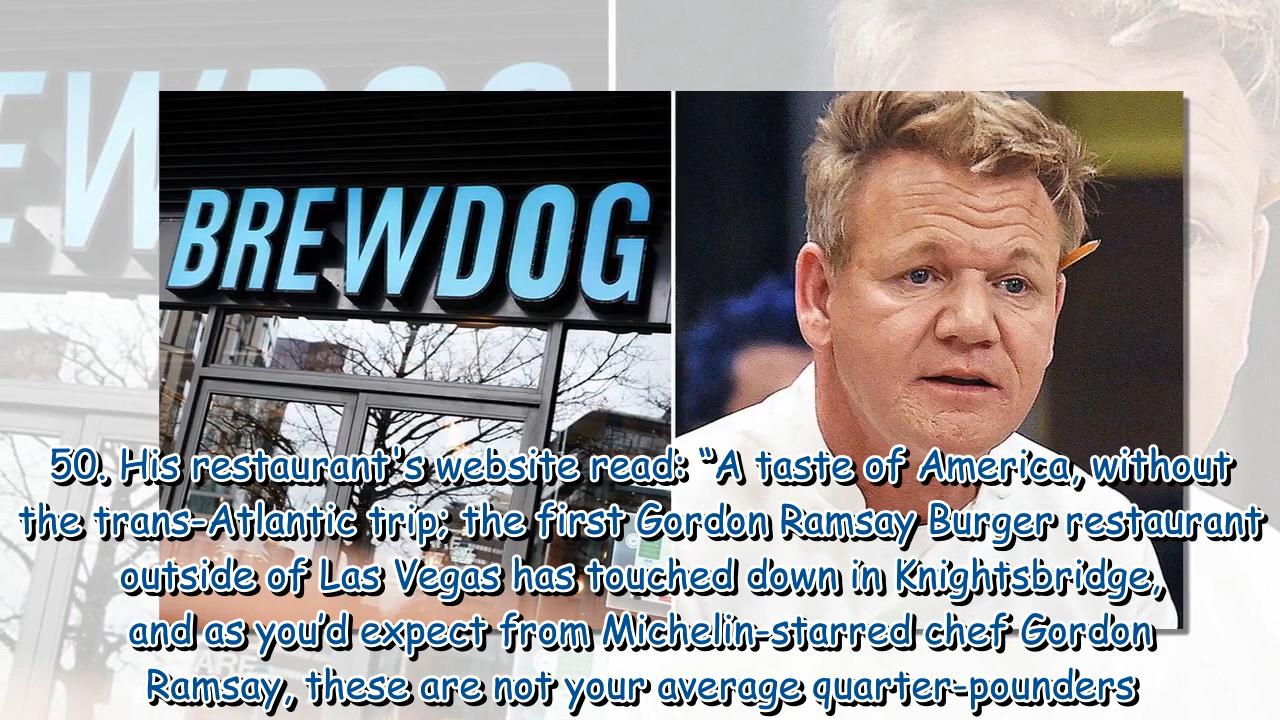 BREWDOG
50. His restaurant's website read: “A taste of America, without
the trans-Atlantic trip; the first Gordon Ramsay Burger restaurant
outside of Las Vegas has touched down in Knightsbridge,
and as you’d expect from Michelin-starred chef Gordon
Ramsay, these are not your average quarter-pounders